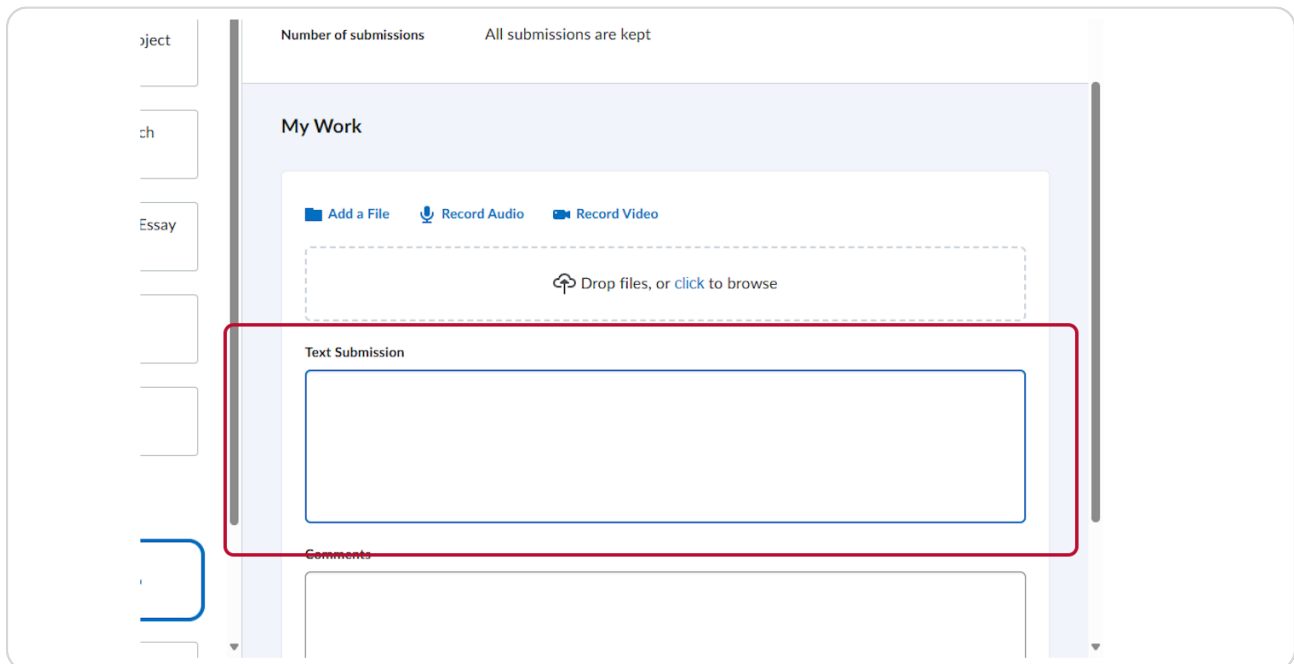 oject
ch
Essay
Number of submissions All submissions are kept
My Work
Add a File Record Audio Record Video
Drop files, or click to browse
Text Submission
Comments